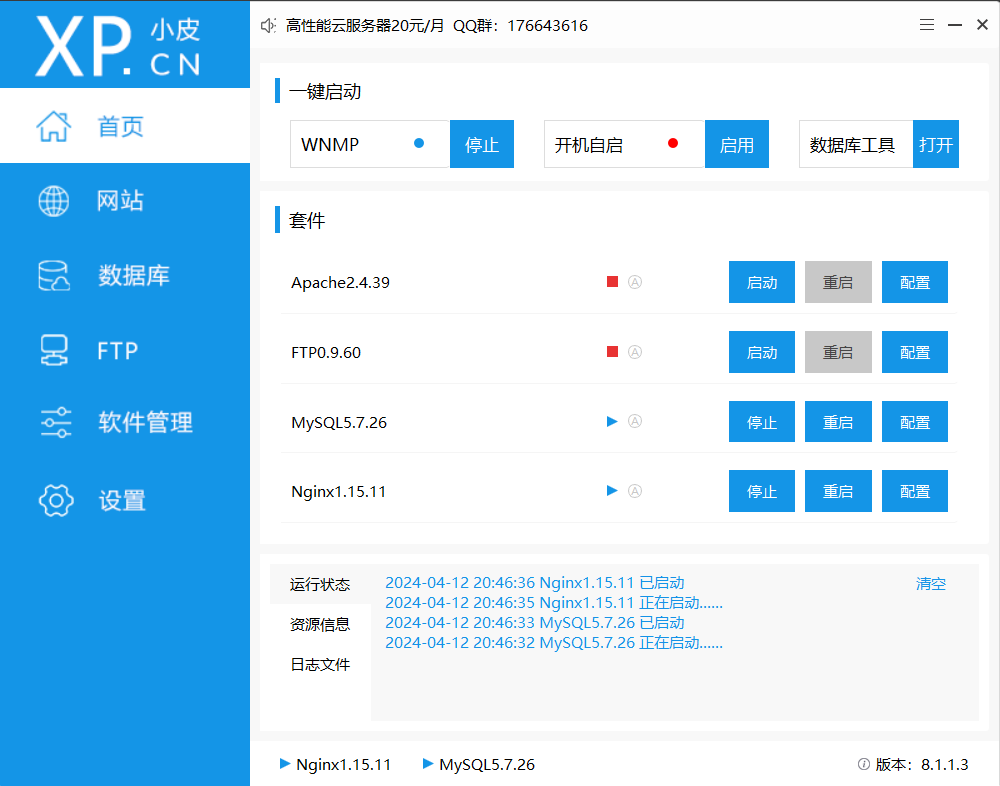 XP.小皮
CN
高性能云服务器20元/月 QQ群：176643616
首页
网站
数据库
FTP
软件管理
设置
一键启动
WNMP 停止 开机自启 启用 数据库工具 打开
套件
Apache2.4.39 A 启动 重启 配置
FTP0.9.60 A 启动 重启 配置
MySQL5.7.26 A 停止 重启 配置
Nginx1.15.11 A 停止 重启 配置
运行状态
资源信息
日志文件
2024-04-12 20:46:36 Nginx1.15.11 已启动 清空
2024-04-12 20:46:35 Nginx1.15.11 正在启动......
2024-04-12 20:46:33 MySQL5.7.26 已启动
2024-04-12 20:46:32 MySQL5.7.26 正在启动......
Nginx1.15.11 MySQL5.7.26 版本：8.1.1.3